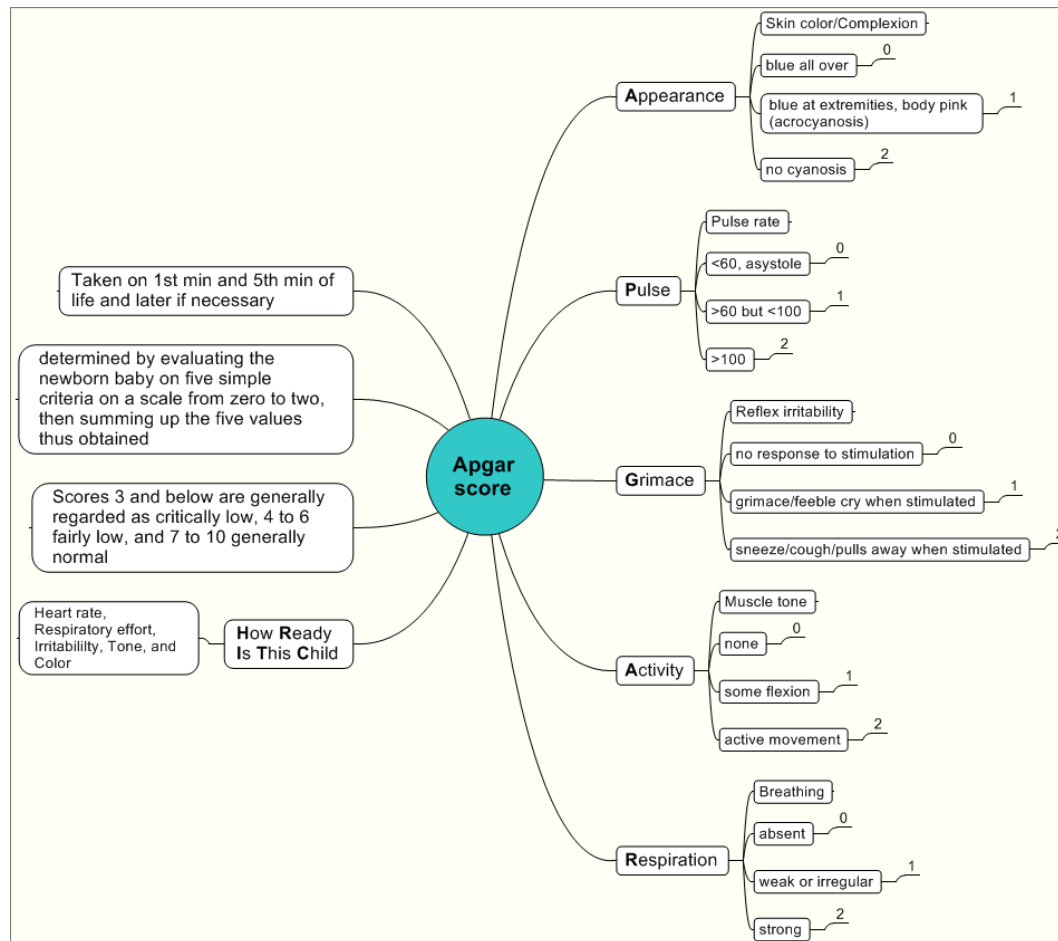 Apgar
score
Taken on 1st min and 5th min of
life and later if necessary
determined by evaluating the
newborn baby on five simple
criteria on a scale from zero to two,
then summing up the five values
thus obtained
Scores 3 and below are generally
regarded as critically low, 4 to 6
fairly low, and 7 to 10 generally
normal
How Ready
Is This Child
Heart rate,
Respiratory effort,
Irritabililty, Tone, and
Color
Appearance
Skin color/Complexion
blue all over
0
blue at extremities, body pink
(acrocyanosis)
1
no cyanosis
2
Pulse
Pulse rate
<60, asystole
0
>60 but <100
1
>100
2
Grimace
Reflex irritability
no response to stimulation
0
grimace/feeble cry when stimulated
1
sneeze/cough/pulls away when stimulated
2
Activity
Muscle tone
none
0
some flexion
1
active movement
2
Respiration
Breathing
absent
0
weak or irregular
1
strong
2